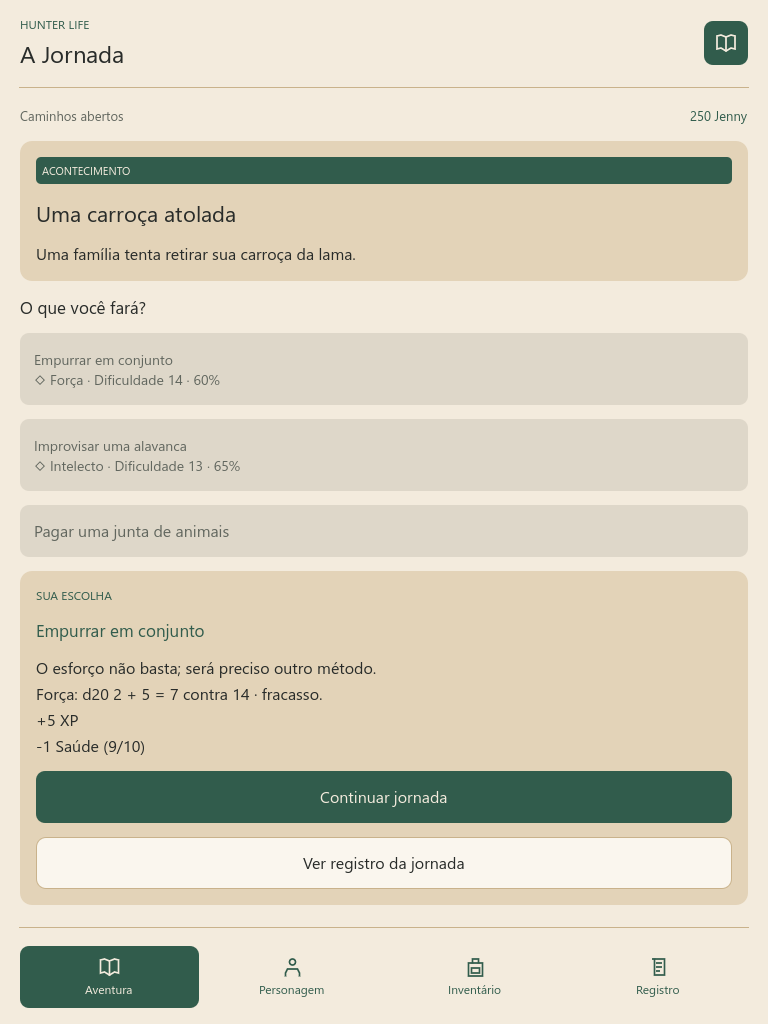 HUNTER LIFE
A Jornada
Caminhos abertos
250 Jenny
ACONTECIMENTO
Uma carroça atolada
Uma família tenta retirar sua carroça da lama.
O que você fará?
Empurrar em conjunto
◇ Força · Dificuldade 14 · 60%
Improvisar uma alavanca
◇ Intelecto · Dificuldade 13 · 65%
Pagar uma junta de animais
SUA ESCOLHA
Empurrar em conjunto
O esforço não basta; será preciso outro método.
Força: d20 2 + 5 = 7 contra 14 · fracasso.
+5 XP
-1 Saúde (9/10)
Continuar jornada
Ver registro da jornada
Aventura
Personagem
Inventário
Registro